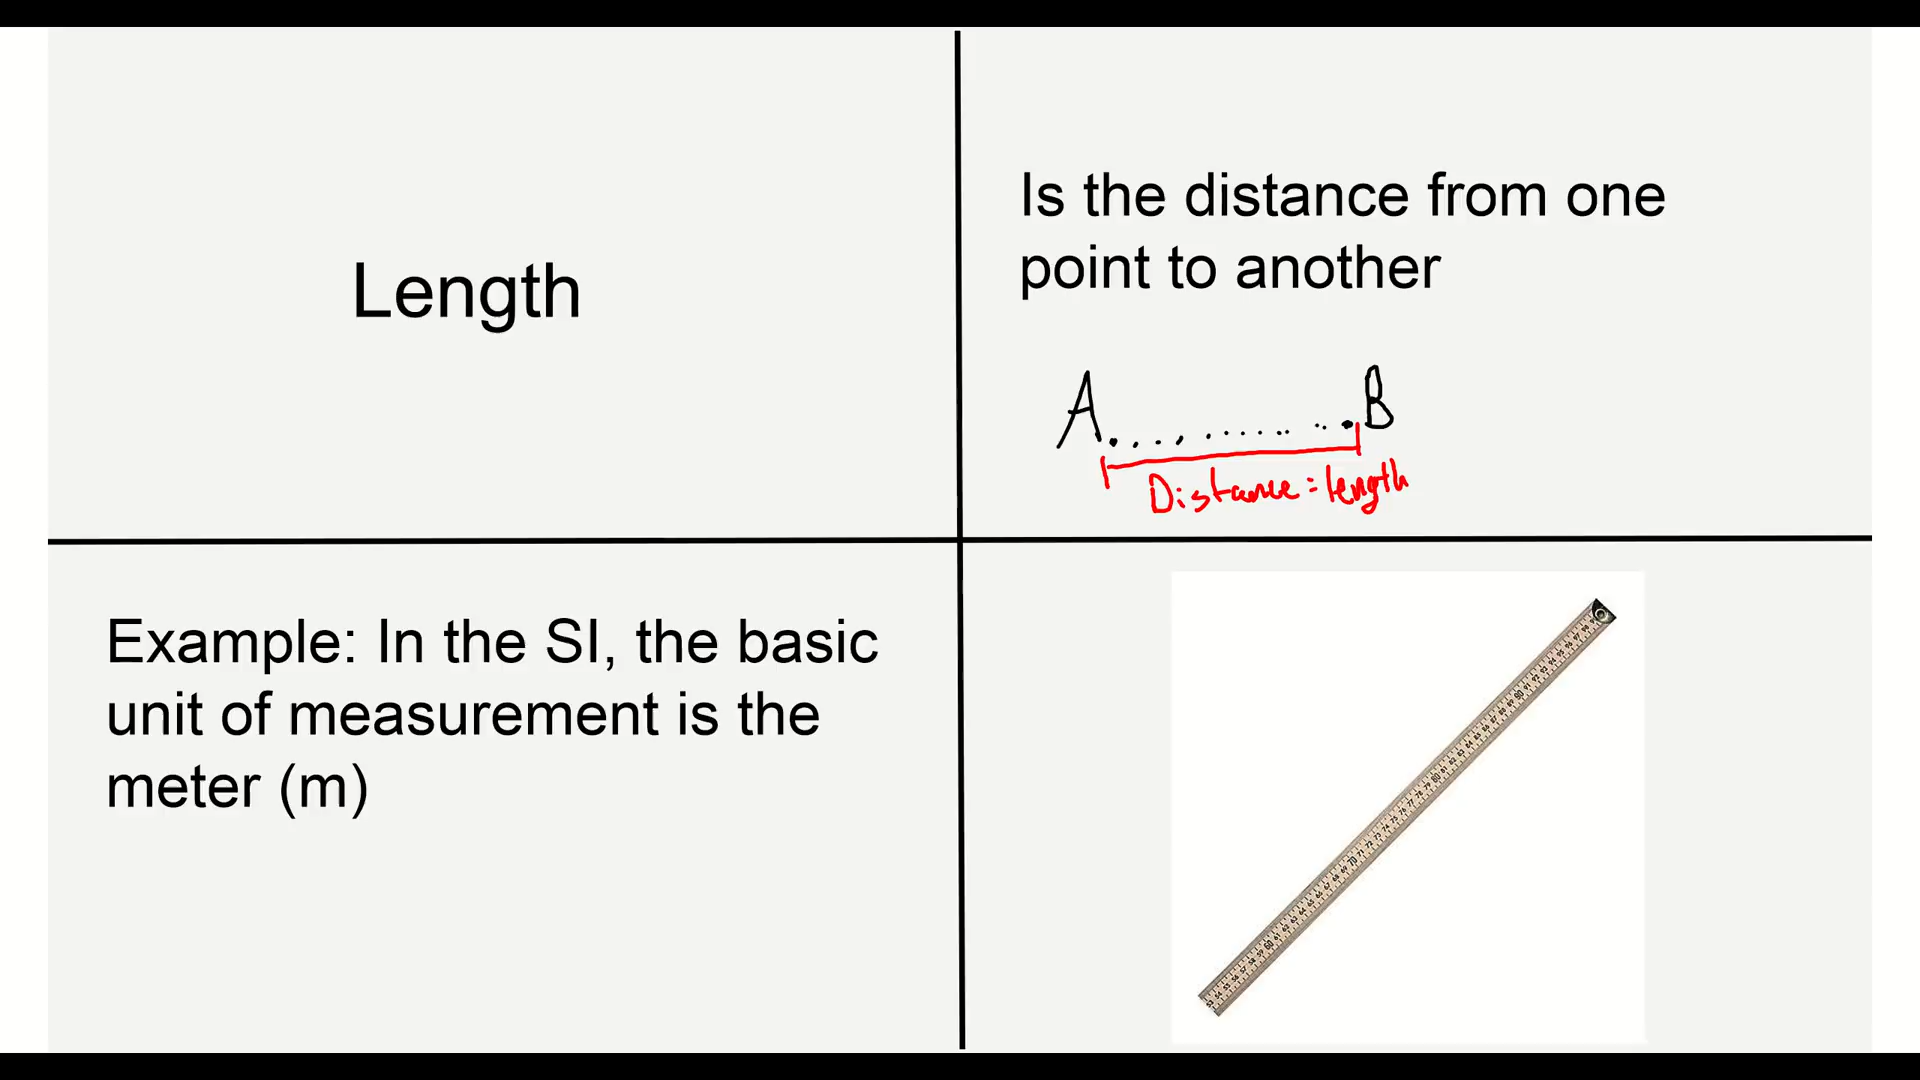 Length
Is the distance from one
point to another
A B
Distance = length
Example: In the SI, the basic
unit of measurement is the
meter (m)